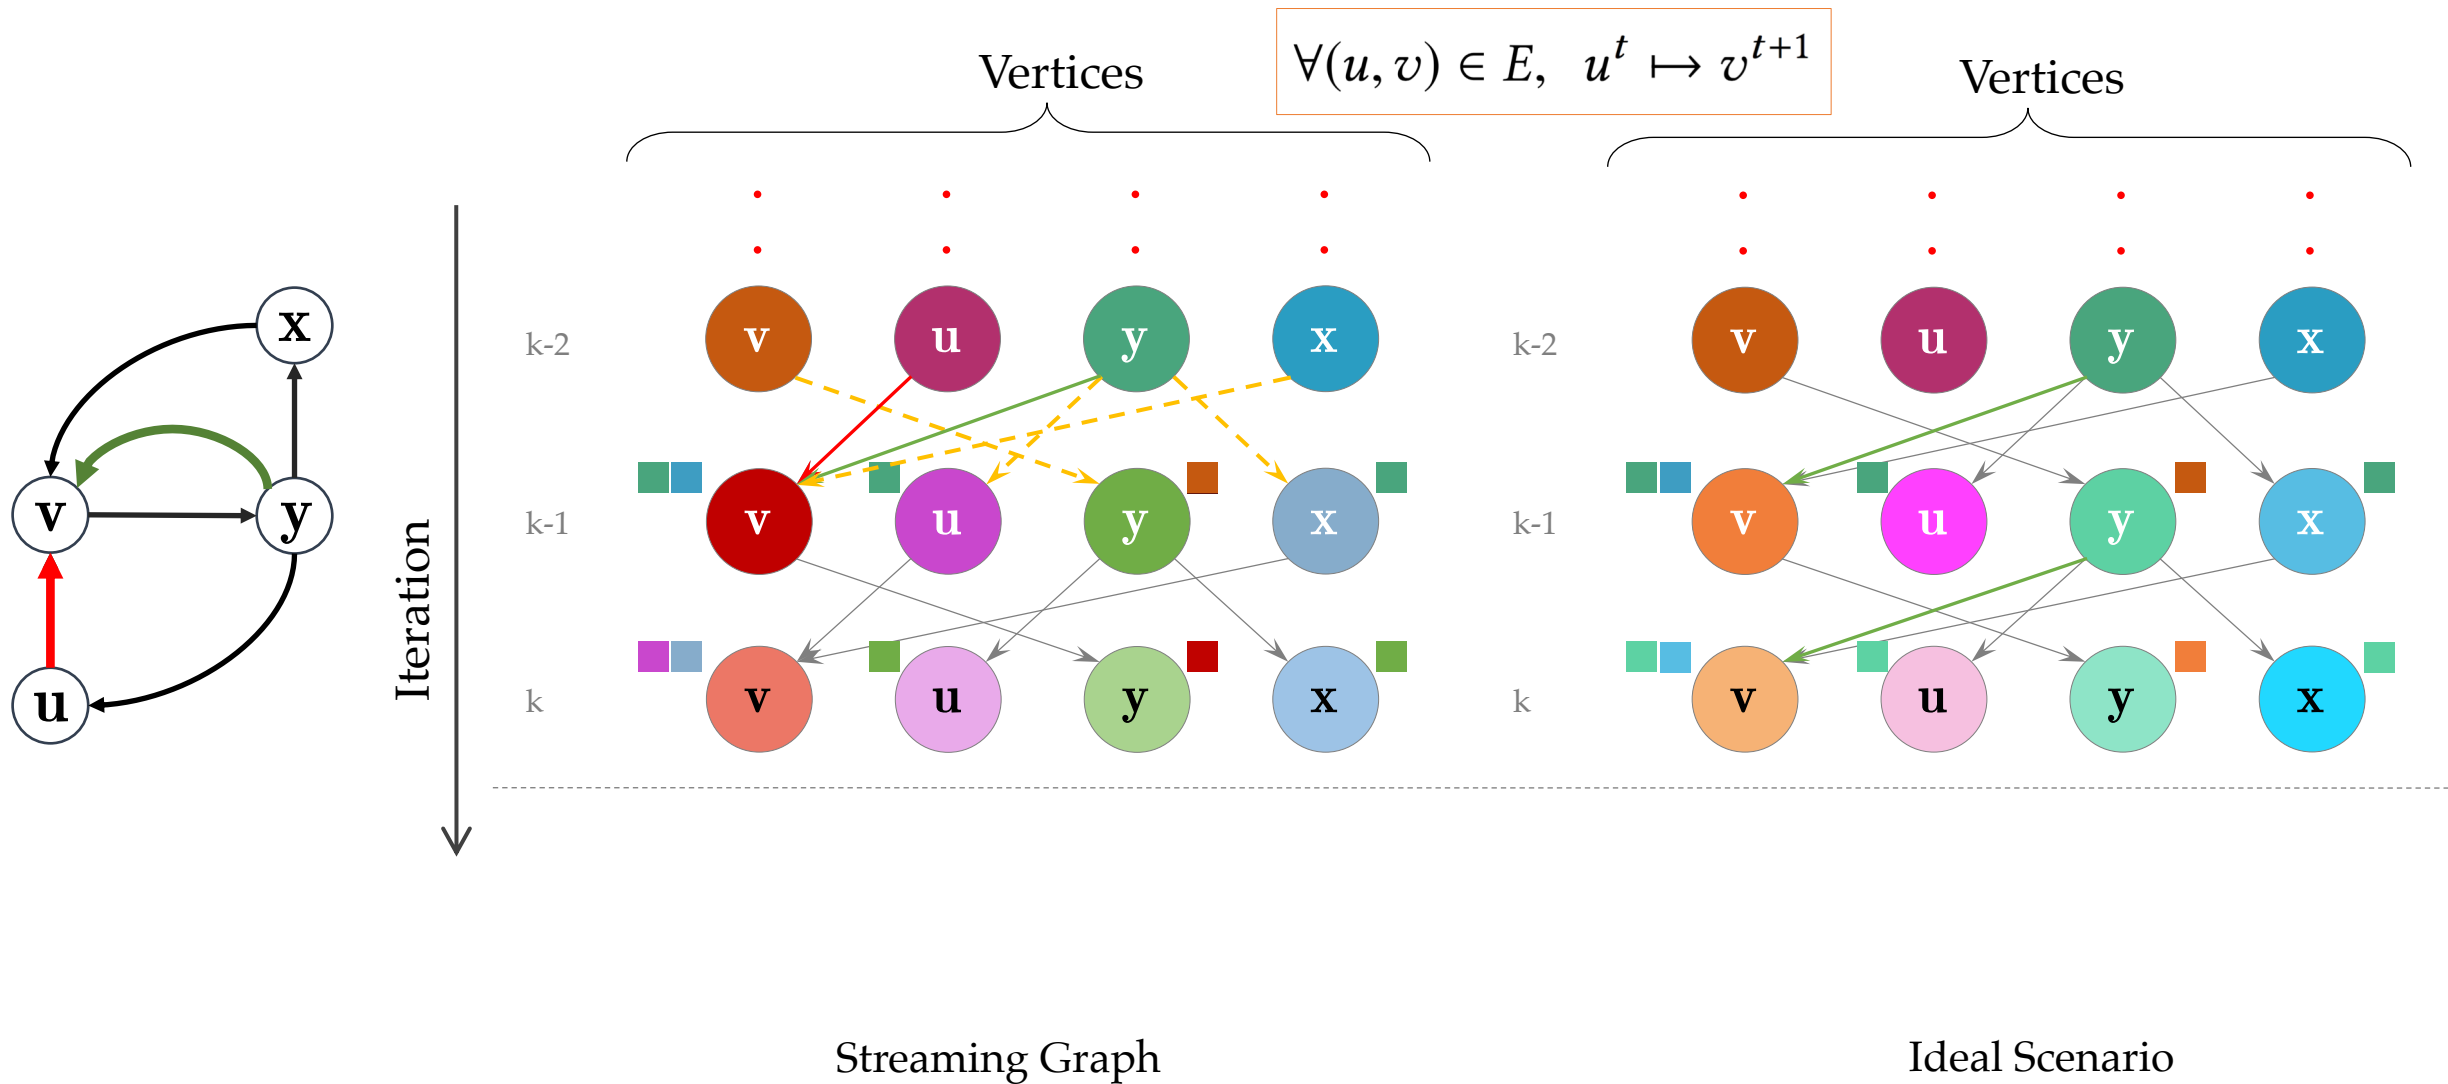 Vertices
∀(u, v) ∈ E, u^t ↦ v^{t+1}
Vertices
x
v
y
u
Iteration
k-2
v
u
y
x
k-1
v
u
y
x
k
v
u
y
x
k-2
v
u
y
x
k-1
v
u
y
x
k
v
u
y
x
Streaming Graph
Ideal Scenario